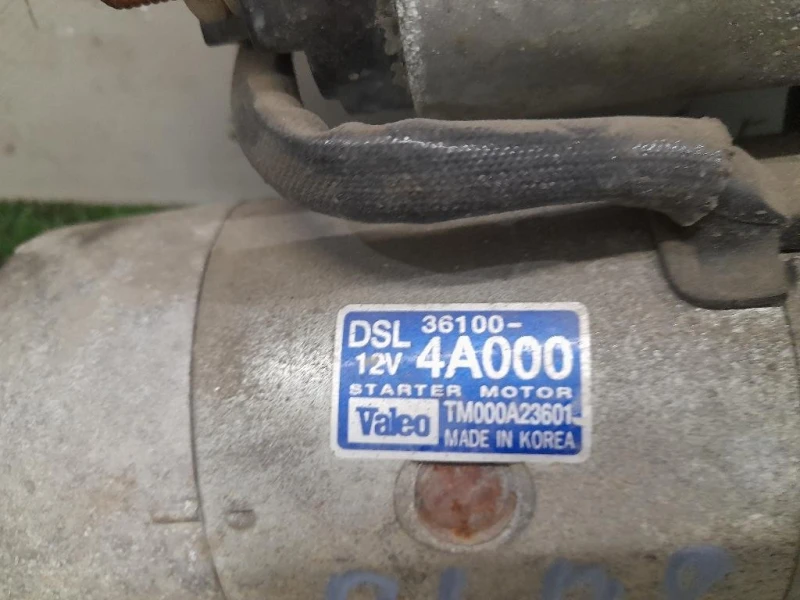 DSL 36100-
12V 4A000
STARTER MOTOR
Valeo TM000A23601
MADE IN KOREA